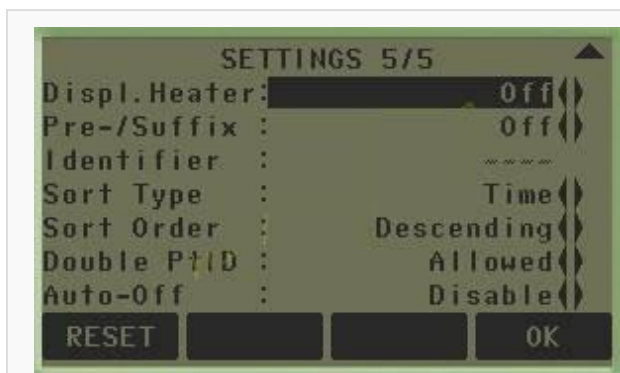 SETTINGS 5/5
Displ.Heater: Off
Pre-/Suffix : Off
Identifier : ----
Sort Type : Time
Sort Order : Descending
Double PtID : Allowed
Auto-Off : Disable
RESET OK